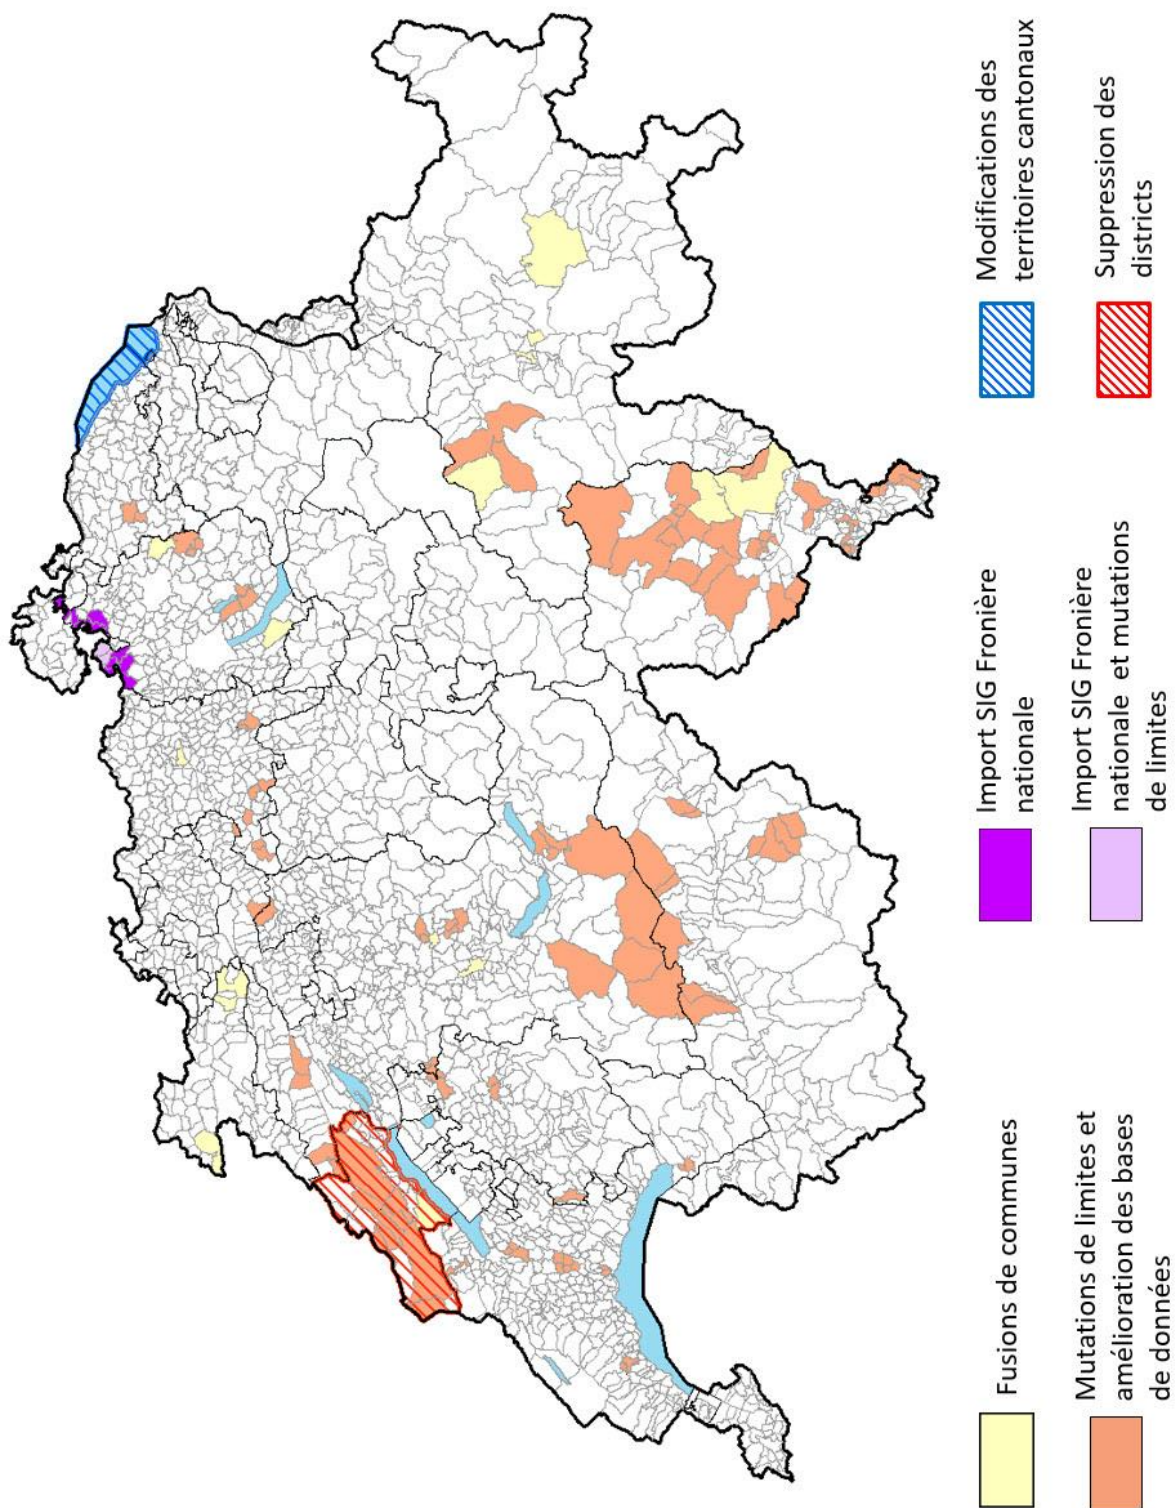 Fusions de communes
Mutations de limites et
amélioration des bases
de données
Import SIG Fronière
nationale
Import SIG Fronière
nationale et mutations
de limites
Modifications des
territoires cantonaux
Suppression des
districts